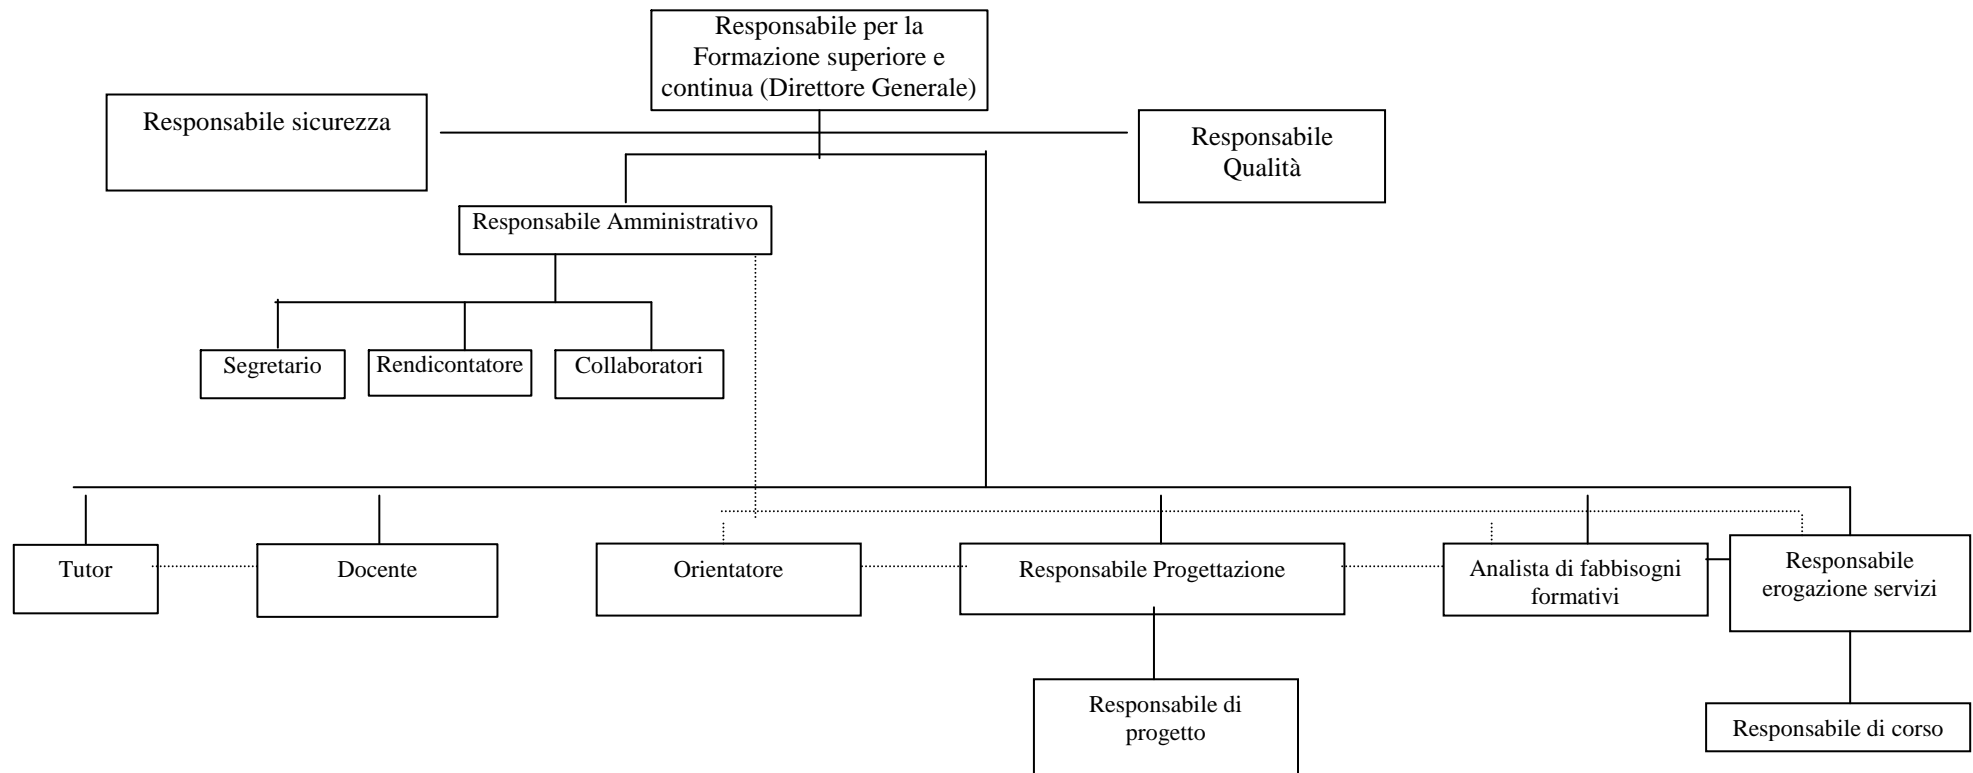 Responsabile per la
Formazione superiore e
continua (Direttore Generale)
Responsabile sicurezza
Responsabile
Qualità
Responsabile Amministrativo
Segretario
Rendicontatore
Collaboratori
Tutor
Docente
Orientatore
Responsabile Progettazione
Analista di fabbisogni
formativi
Responsabile
erogazione servizi
Responsabile di
progetto
Responsabile di corso